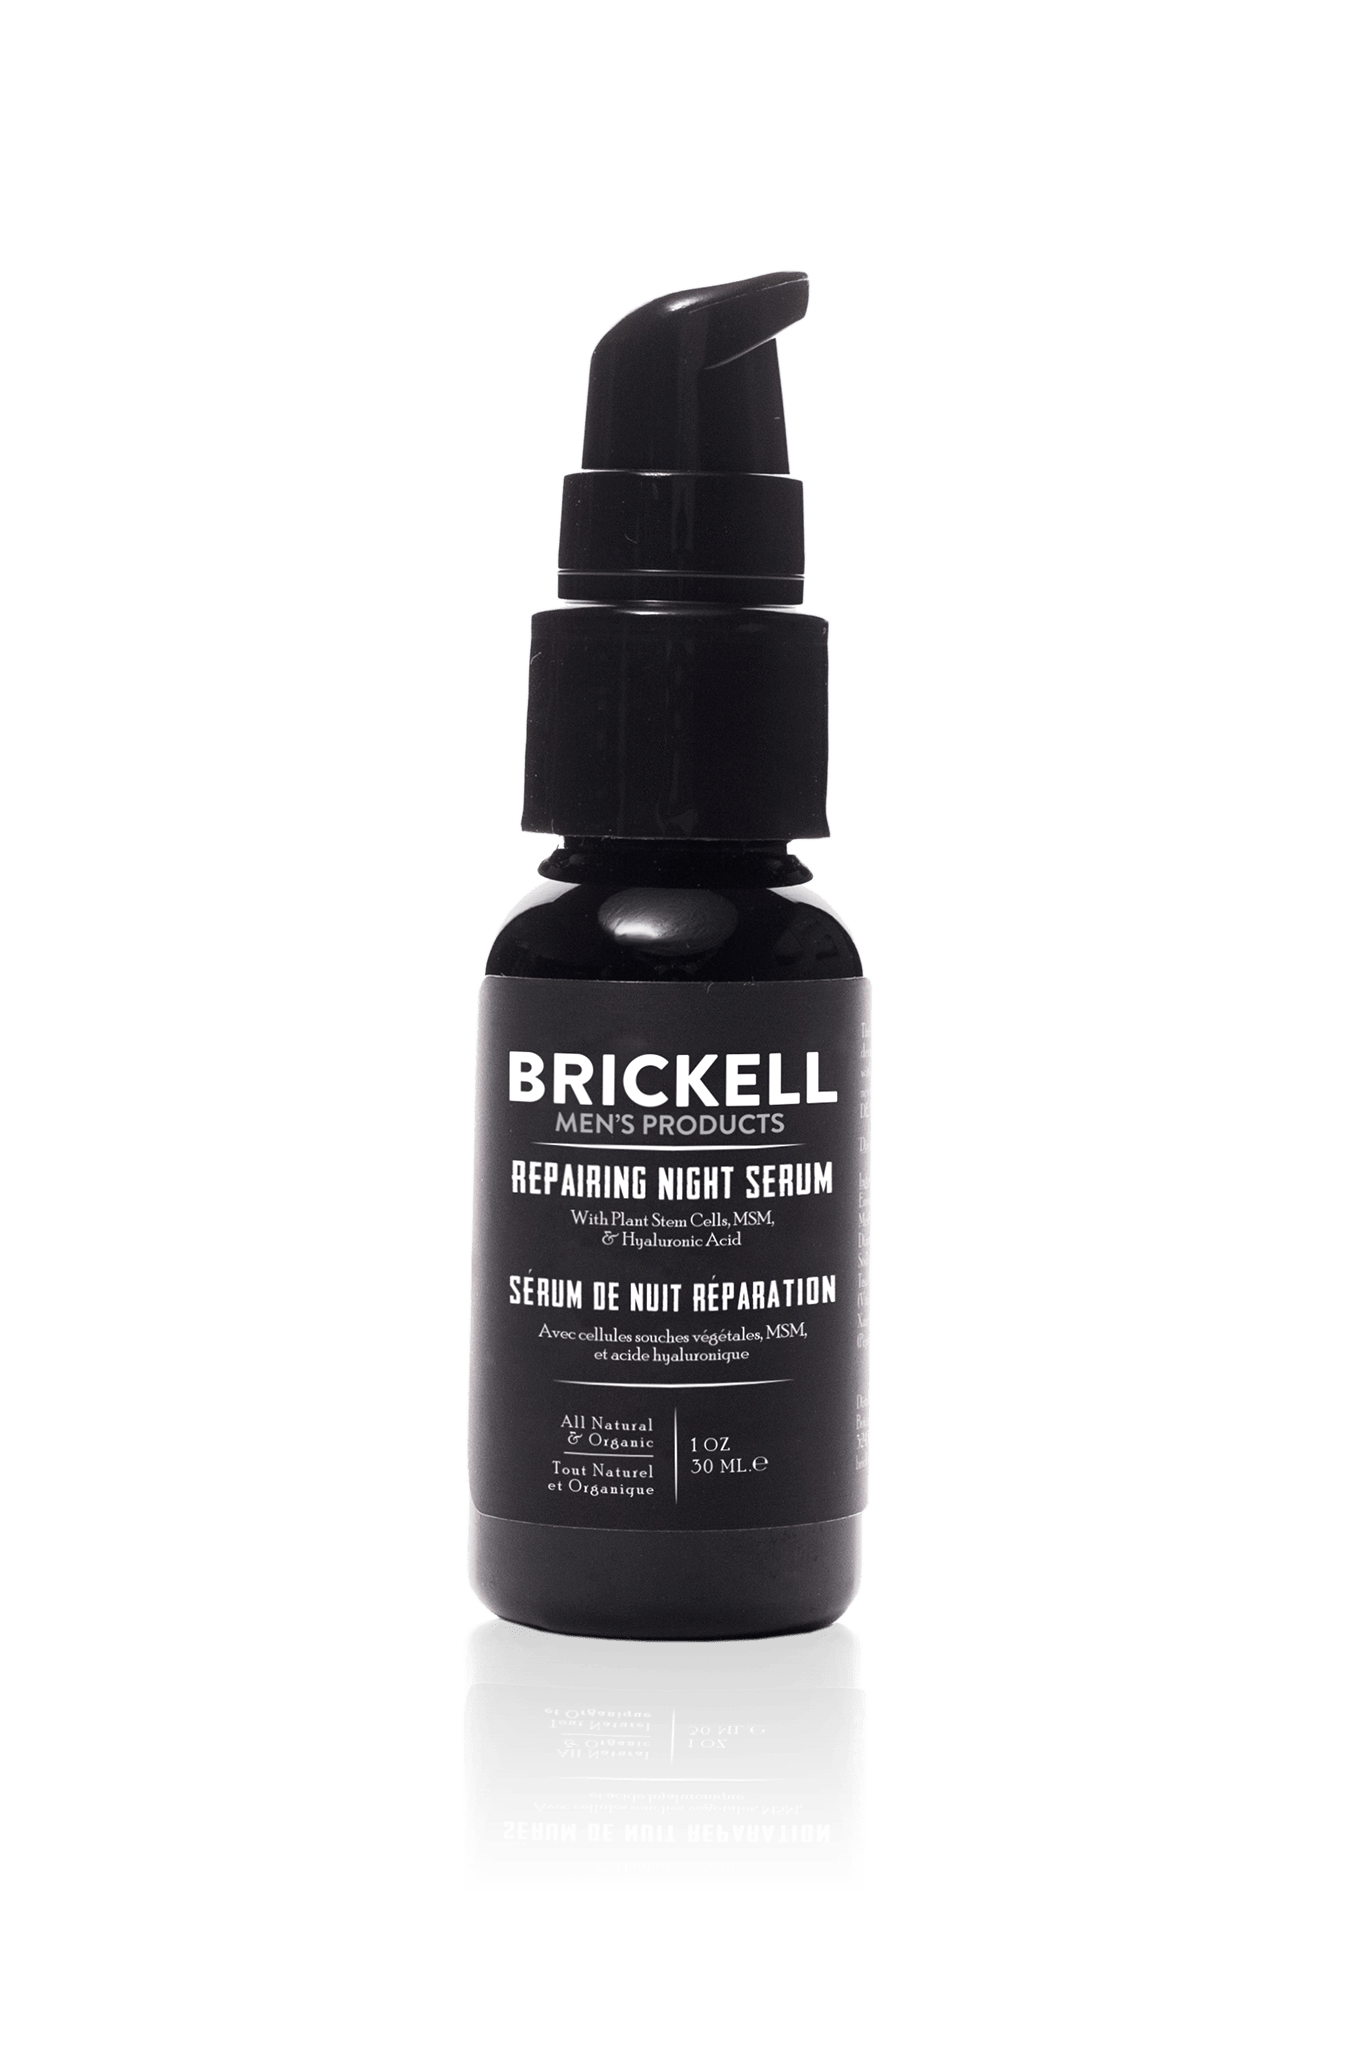 BRICKELL
MEN'S PRODUCTS
REPAIRING NIGHT SERUM
With Plant Stem Cells, MSM,
& Hyaluronic Acid
SÉRUM DE NUIT RÉPARATION
Avec cellules souches végétales, MSM,
et acide hyaluronique
All Natural
& Organic
Tout Naturel
et Organique
1 OZ
30 ML.℮